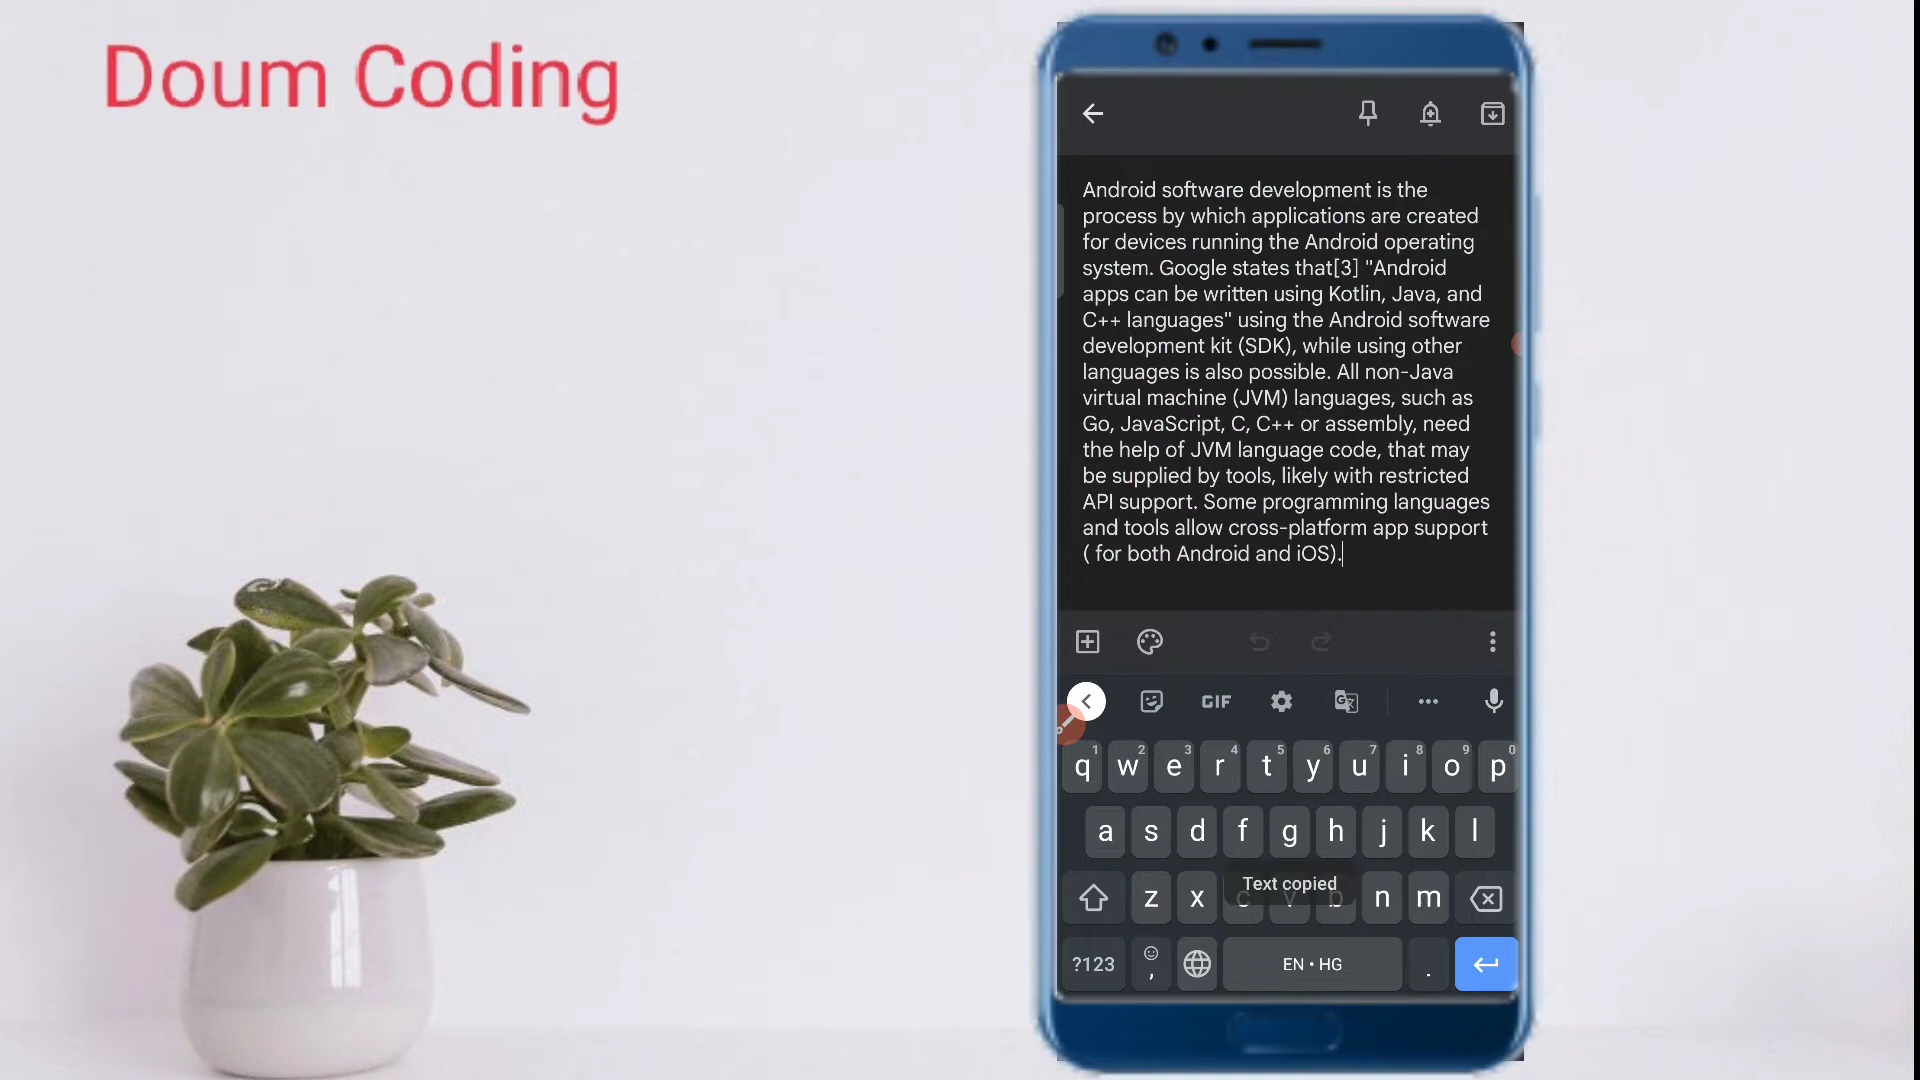 Doum Coding
Android software development is the
process by which applications are created
for devices running the Android operating
system. Google states that[3] "Android
apps can be written using Kotlin, Java, and
C++ languages" using the Android software
development kit (SDK), while using other
languages is also possible. All non-Java
virtual machine (JVM) languages, such as
Go, JavaScript, C, C++ or assembly, need
the help of JVM language code, that may
be supplied by tools, likely with restricted
API support. Some programming languages
and tools allow cross-platform app support
( for both Android and iOS).
GIF
1 2 3 4 5 6 7 8 9 0
q w e r t y u i o p
a s d f g h j k l
Text copied
z x c v b n m
?123 , EN • HG .